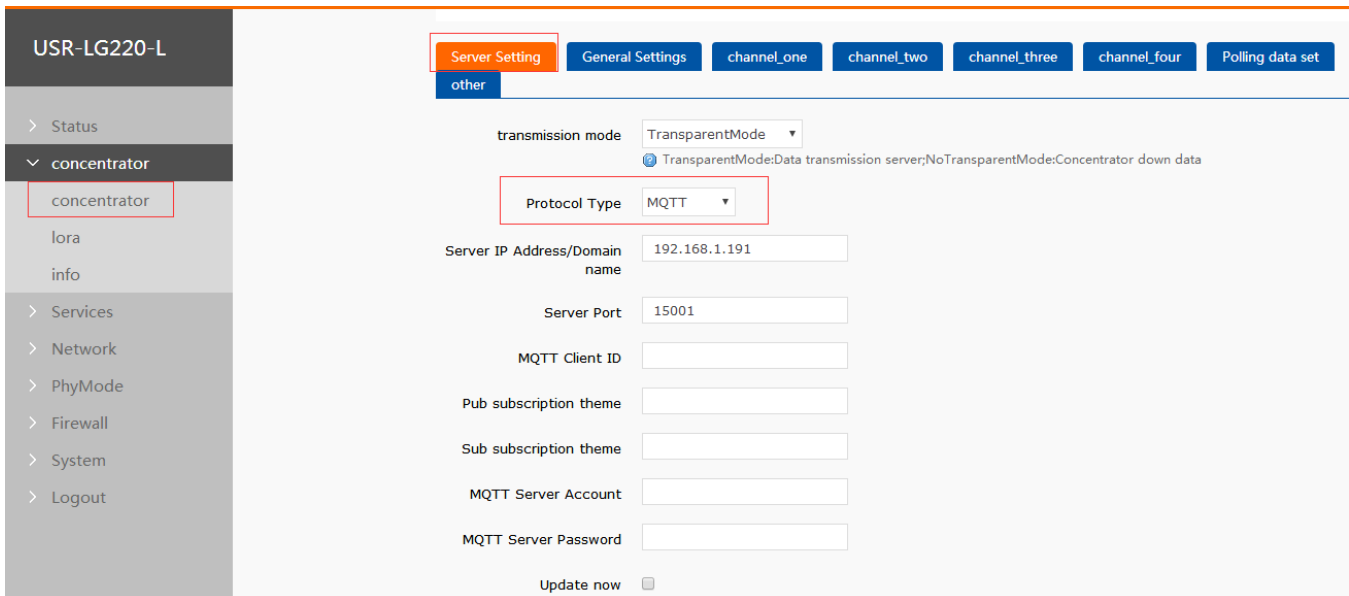 USR-LG220-L
Status
concentrator
concentrator
lora
info
Services
Network
PhyMode
Firewall
System
Logout
Server Setting General Settings channel_one channel_two channel_three channel_four Polling data set
other
transmission mode TransparentMode
TransparentMode:Data transmission server;NoTransparentMode:Concentrator down data
Protocol Type MQTT
Server IP Address/Domain name 192.168.1.191
Server Port 15001
MQTT Client ID
Pub subscription theme
Sub subscription theme
MQTT Server Account
MQTT Server Password
Update now